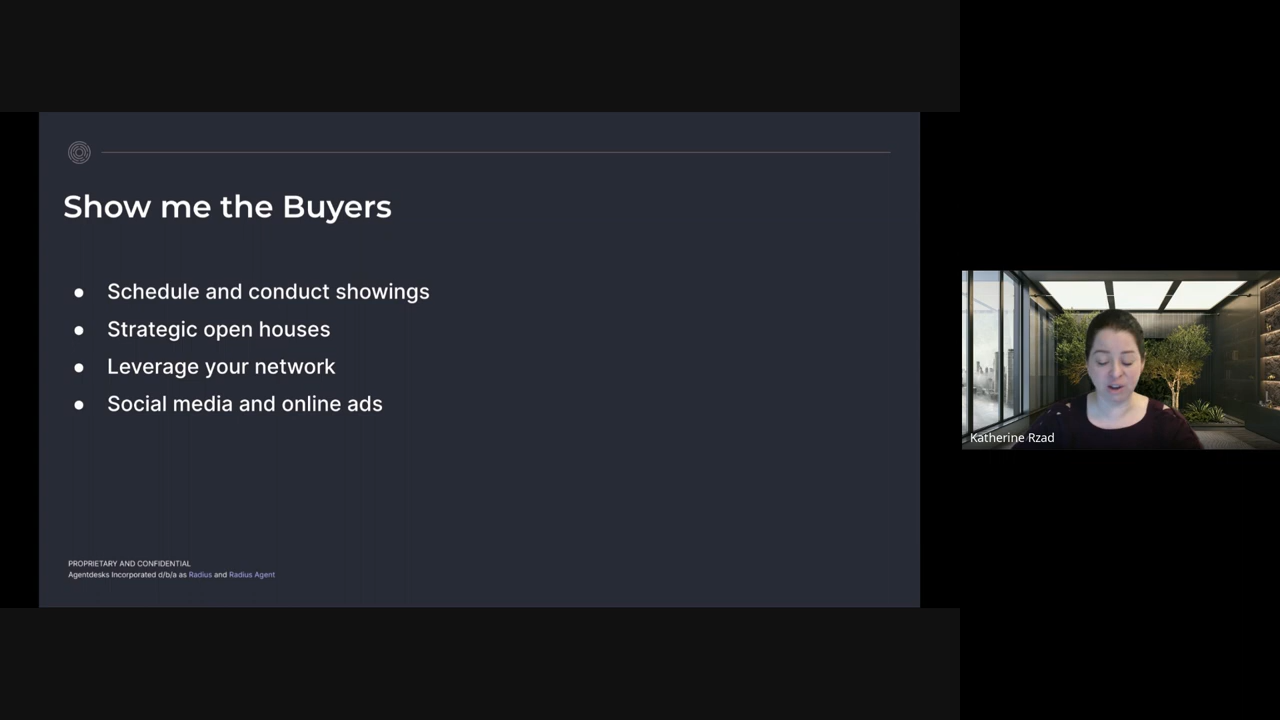 Show me the Buyers
● Schedule and conduct showings
● Strategic open houses
● Leverage your network
● Social media and online ads
PROPRIETARY AND CONFIDENTIAL
Agentdesks Incorporated d/b/a as Radius and Radius Agent
Katherine Rzad